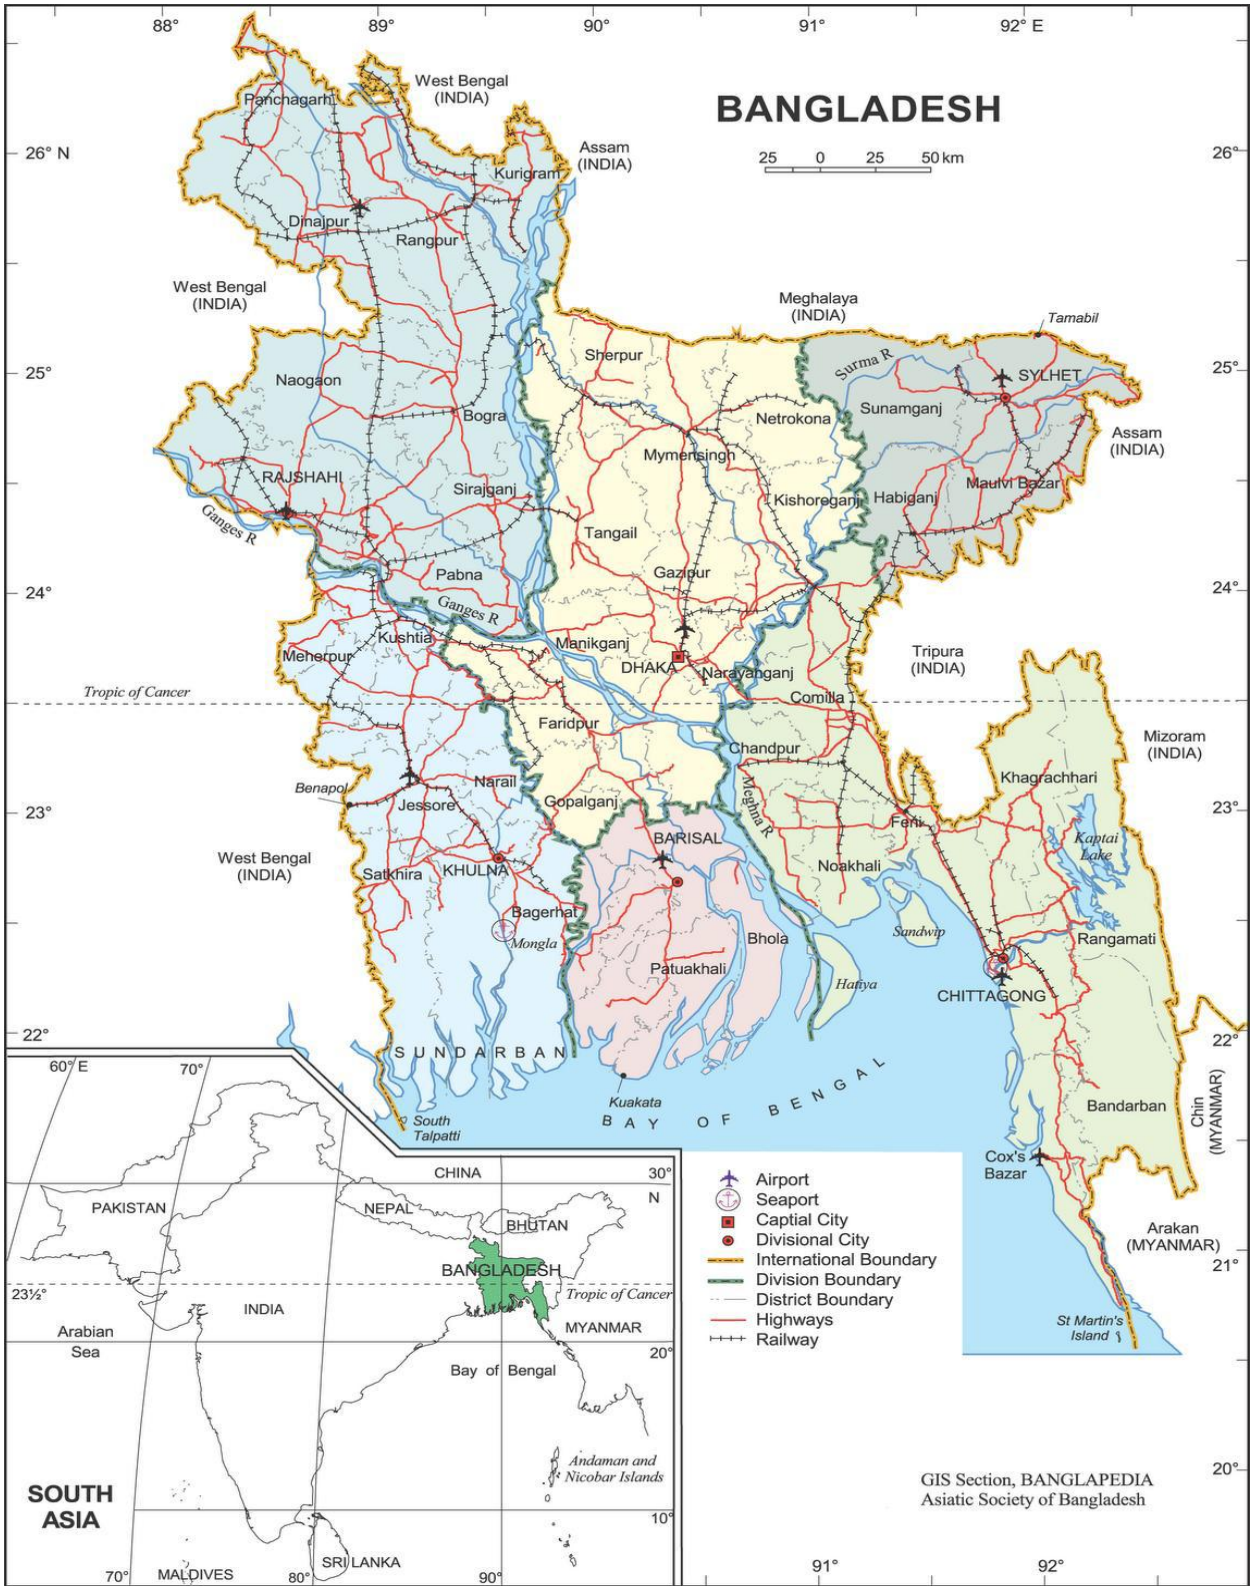 88°
89°
90°
91°
92° E
BANGLADESH
25 0 25 50 km
West Bengal
(INDIA)
Panchagarh
26° N
26°
Assam
(INDIA)
Kurigram
Dinajpur
Rangpur
West Bengal
(INDIA)
Meghalaya
(INDIA)
Tamabil
Sherpur
Surma R
25°
25°
SYLHET
Naogaon
Bogra
Netrokona
Sunamganj
Assam
(INDIA)
Mymensingh
RAJSHAHI
Sirajganj
Kishoreganj
Habiganj
Maulvi Bazar
Ganges R
Tangail
Gazipur
Pabna
24°
24°
Ganges R
Kushtia
Manikganj
Meherpur
DHAKA
Narayanganj
Tripura
(INDIA)
Tropic of Cancer
Comilla
Faridpur
Chandpur
Mizoram
(INDIA)
Khagrachhari
Benapol
Narail
Jessore
Gopalganj
Meghna R
23°
23°
Feni
BARISAL
Kaptai
Lake
West Bengal
(INDIA)
Satkhira
KHULNA
Noakhali
Bagerhat
Mongla
Sandwip
Bhola
Rangamati
Patuakhali
Hatiya
CHITTAGONG
22°
22°
SUNDARBAN
Kuakata
BAY OF BENGAL
South
Talpatti
Bandarban
Chin
(MYANMAR)
Cox's
Bazar
Arakan
(MYANMAR)
21°
St Martin's
Island
20°
Airport
Seaport
Captial City
Divisional City
International Boundary
Division Boundary
District Boundary
Highways
Railway
60° E
70°
CHINA
30°
N
PAKISTAN
NEPAL
BHUTAN
BANGLADESH
23½°
Tropic of Cancer
INDIA
MYANMAR
Arabian
Sea
20°
Bay of Bengal
Andaman and
Nicobar Islands
SOUTH
ASIA
10°
SRI LANKA
MALDIVES
70°
80°
90°
GIS Section, BANGLAPEDIA
Asiatic Society of Bangladesh
91°
92°